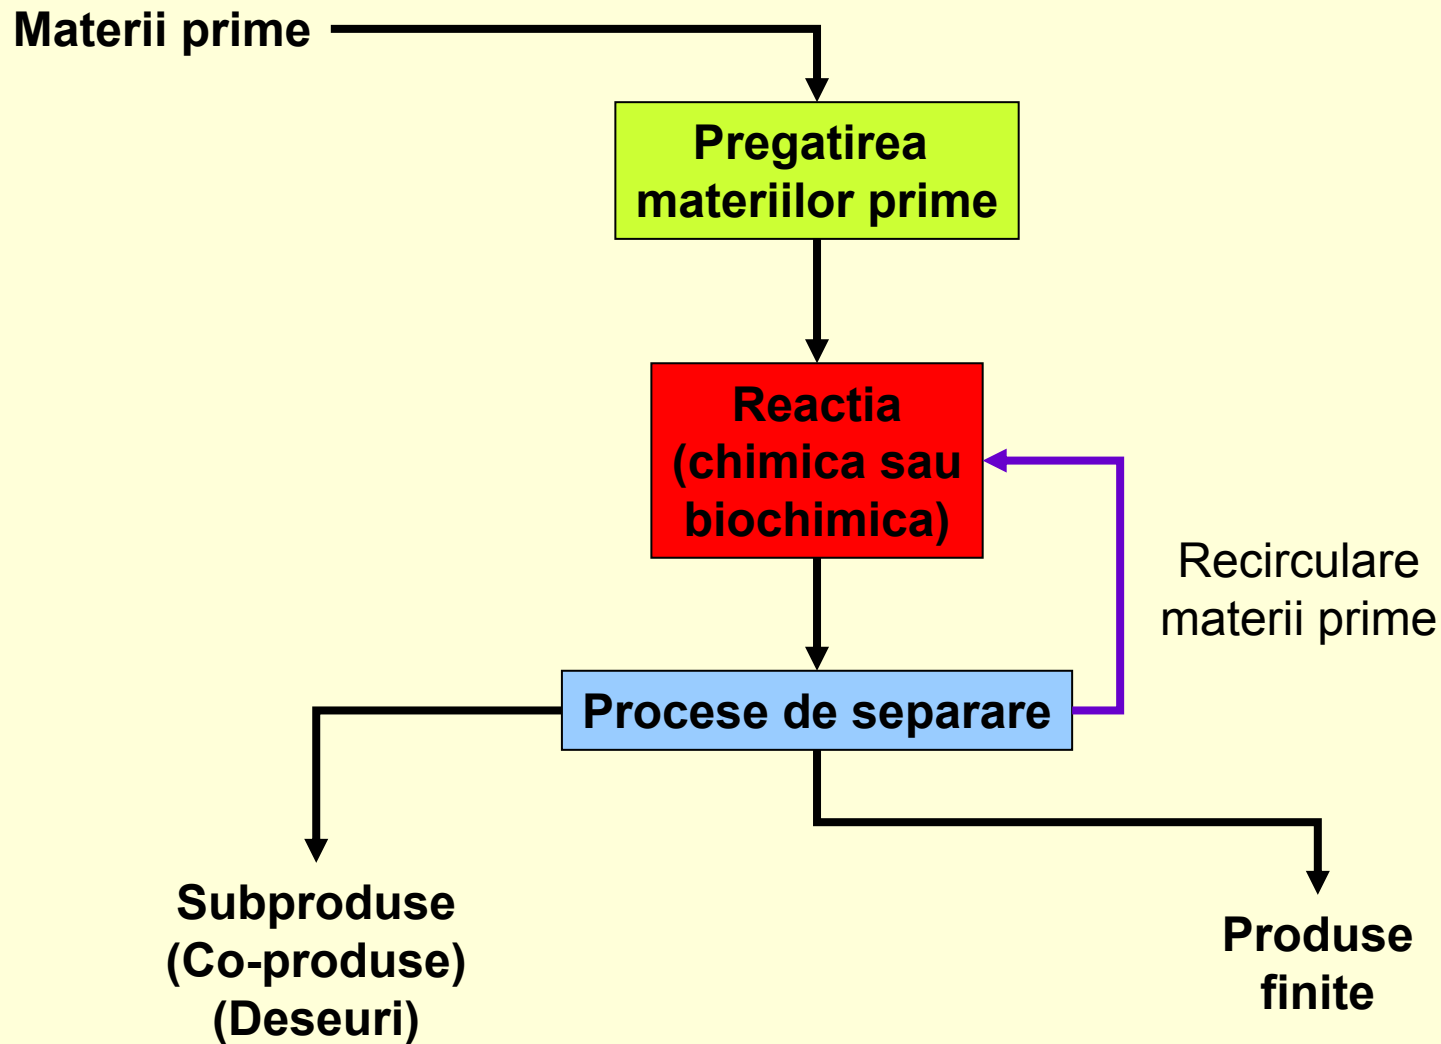 Materii prime
Pregatirea
materiilor prime
Reactia
(chimica sau
biochimica)
Recirculare
materii prime
Procese de separare
Subproduse
(Co-produse)
(Deseuri)
Produse
finite